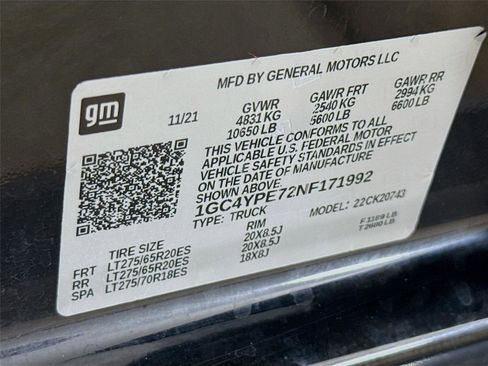 MFD BY GENERAL MOTORS LLC
gm
11/21
GVWR GAWR FRT GAWR RR
4831 KG 2540 KG 2994 KG
10650 LB 5600 LB 6600 LB
THIS VEHICLE CONFORMS TO ALL
APPLICABLE U.S. FEDERAL MOTOR
VEHICLE SAFETY STANDARDS IN EFFECT
ON THE DATE OF MANUFACTURE
SHOWN ABOVE.
1GC4YPE72NF171992
TYPE: TRUCK MODEL: 22CK20743
TIRE SIZE RIM F 1189 LB
FRT LT275/65R20ES 20X8.5J T 2680 LB
RR LT275/65R20ES 20X8.5J
SPA LT275/70R18ES 18X8J